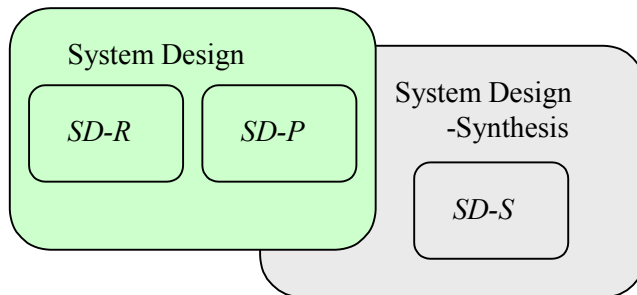 System Design
SD-R
SD-P
System Design
-Synthesis
SD-S